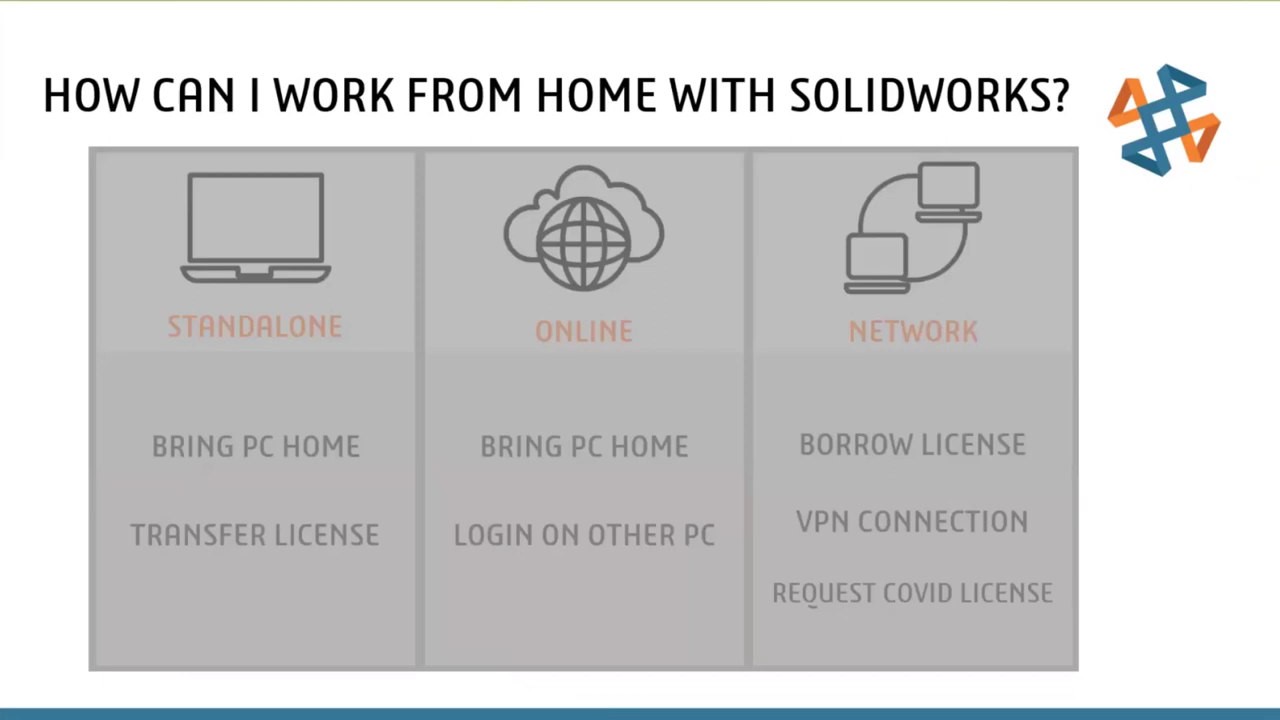 HOW CAN I WORK FROM HOME WITH SOLIDWORKS?
STANDALONE
BRING PC HOME
TRANSFER LICENSE
ONLINE
BRING PC HOME
LOGIN ON OTHER PC
NETWORK
BORROW LICENSE
VPN CONNECTION
REQUEST COVID LICENSE